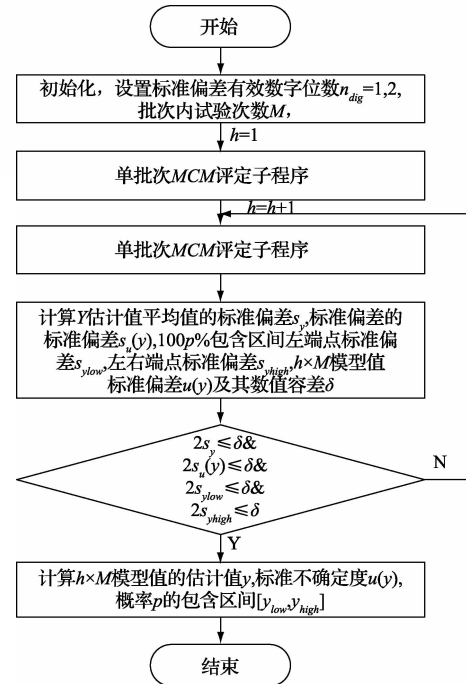 开始
初始化，设置标准偏差有效数字位数n_dig=1,2,
批次内试验次数M，
h=1
单批次MCM评定子程序
h=h+1
单批次MCM评定子程序
计算Y估计值平均值的标准偏差s_y,标准偏差的
标准偏差s_u(y),100p%包含区间左端点标准偏
差s_ylow,左右端点标准偏差s_yhigh,h×M模型值
标准偏差u(y)及其数值容差δ
2s_y≤δ&
2s_u(y)≤δ&
2s_ylow≤δ&
2s_yhigh≤δ
N
Y
计算h×M模型值的估计值y,标准不确定度u(y),
概率p的包含区间[y_low,y_high]
结束